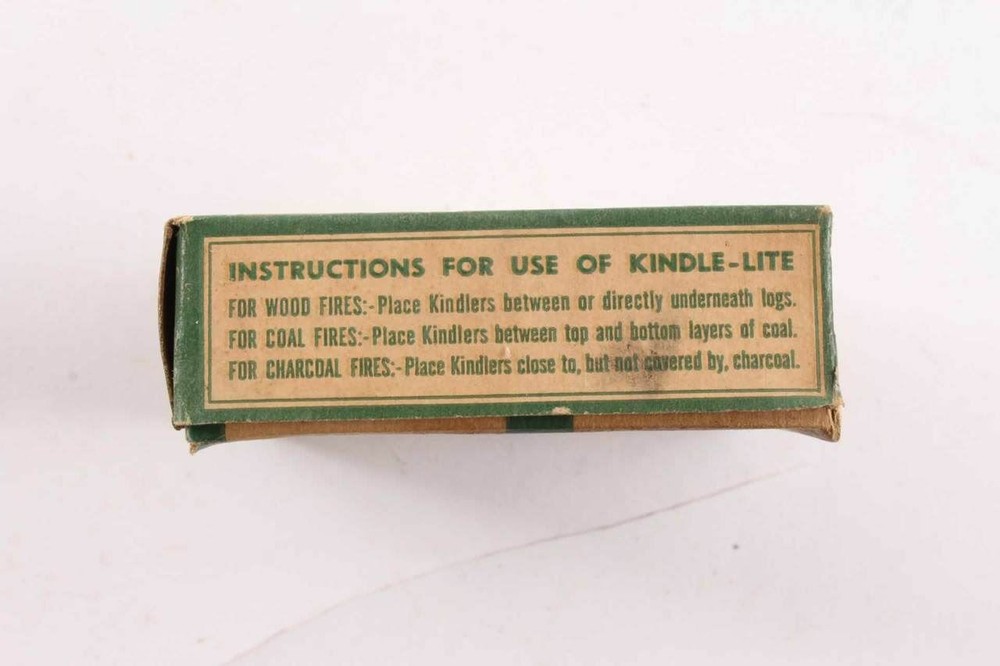 INSTRUCTIONS FOR USE OF KINDLE-LITE
FOR WOOD FIRES:-Place Kindlers between or directly underneath logs.
FOR COAL FIRES:-Place Kindlers between top and bottom layers of coal.
FOR CHARCOAL FIRES:-Place Kindlers close to, but not covered by, charcoal.